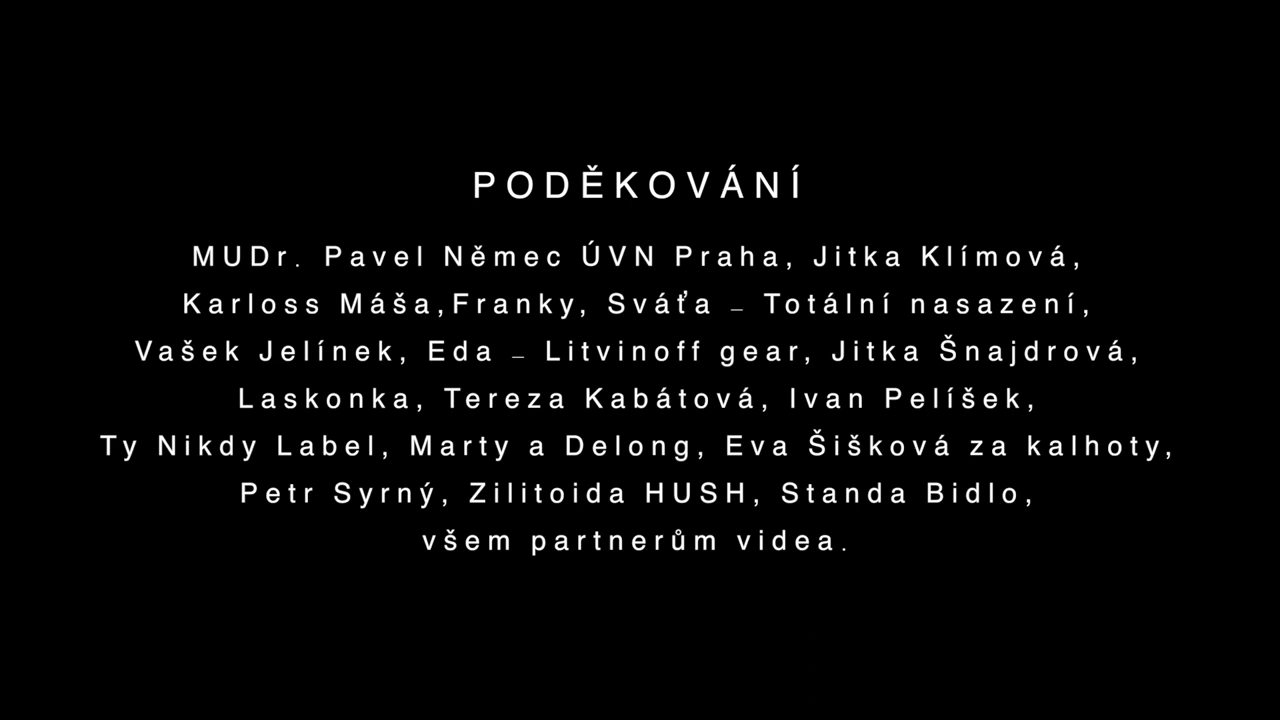 PODĚKOVÁNÍ
MUDr. Pavel Němec ÚVN Praha, Jitka Klímová,
Karloss Máša,Franky, Sváťa – Totální nasazení,
Vašek Jelínek, Eda – Litvinoff gear, Jitka Šnajdrová,
Laskonka, Tereza Kabátová, Ivan Pelíšek,
Ty Nikdy Label, Marty a Delong, Eva Šišková za kalhoty,
Petr Syrný, Zilitoida HUSH, Standa Bidlo,
všem partnerům videa.